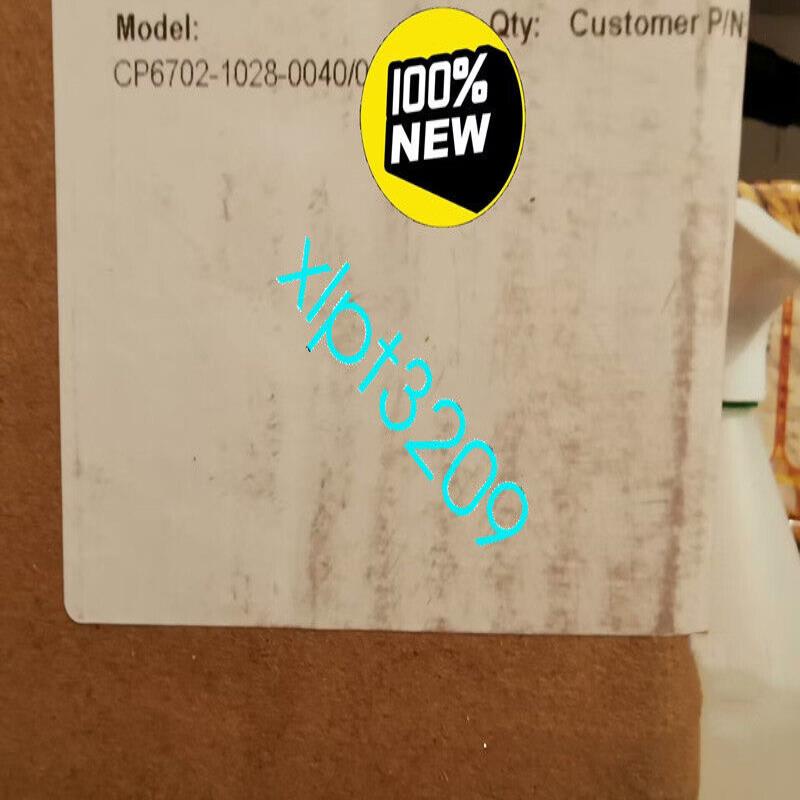 Model: Qty: Customer P/N
CP6702-1028-0040/0
100%
NEW
xlpt3209